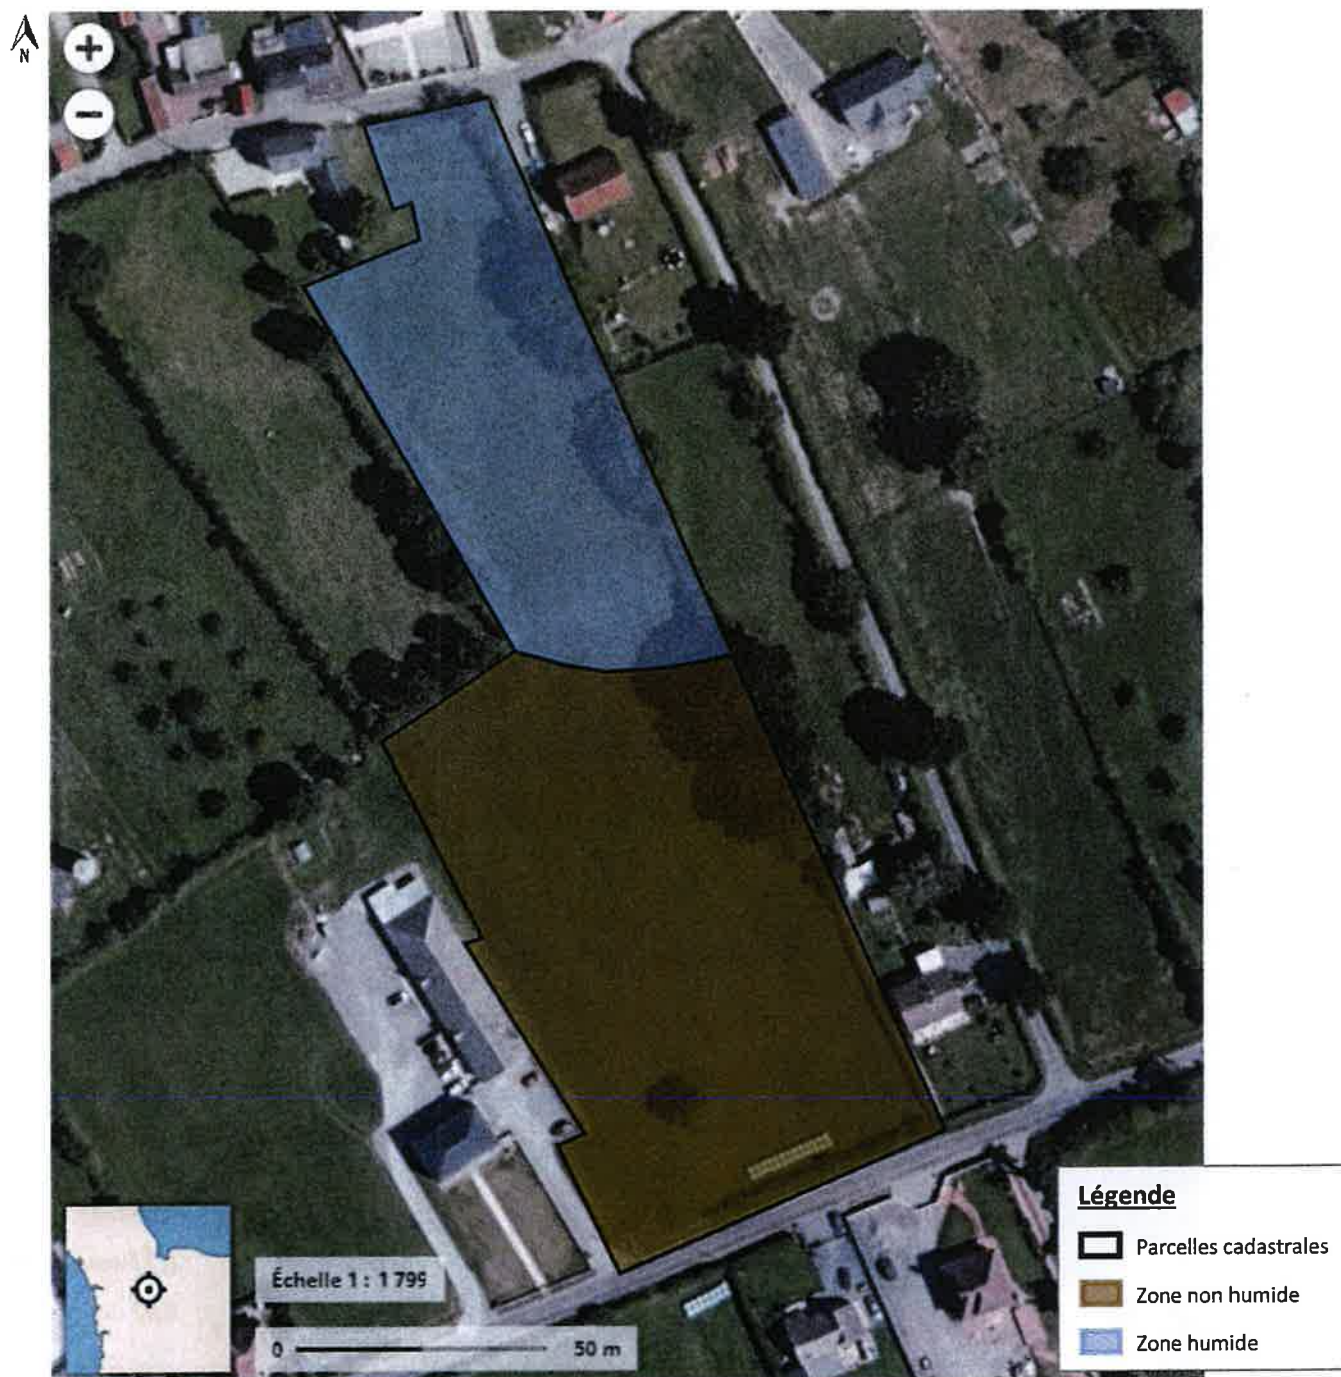 N
+
−
Échelle 1 : 1 799
0 50 m
Légende
Parcelles cadastrales
Zone non humide
Zone humide